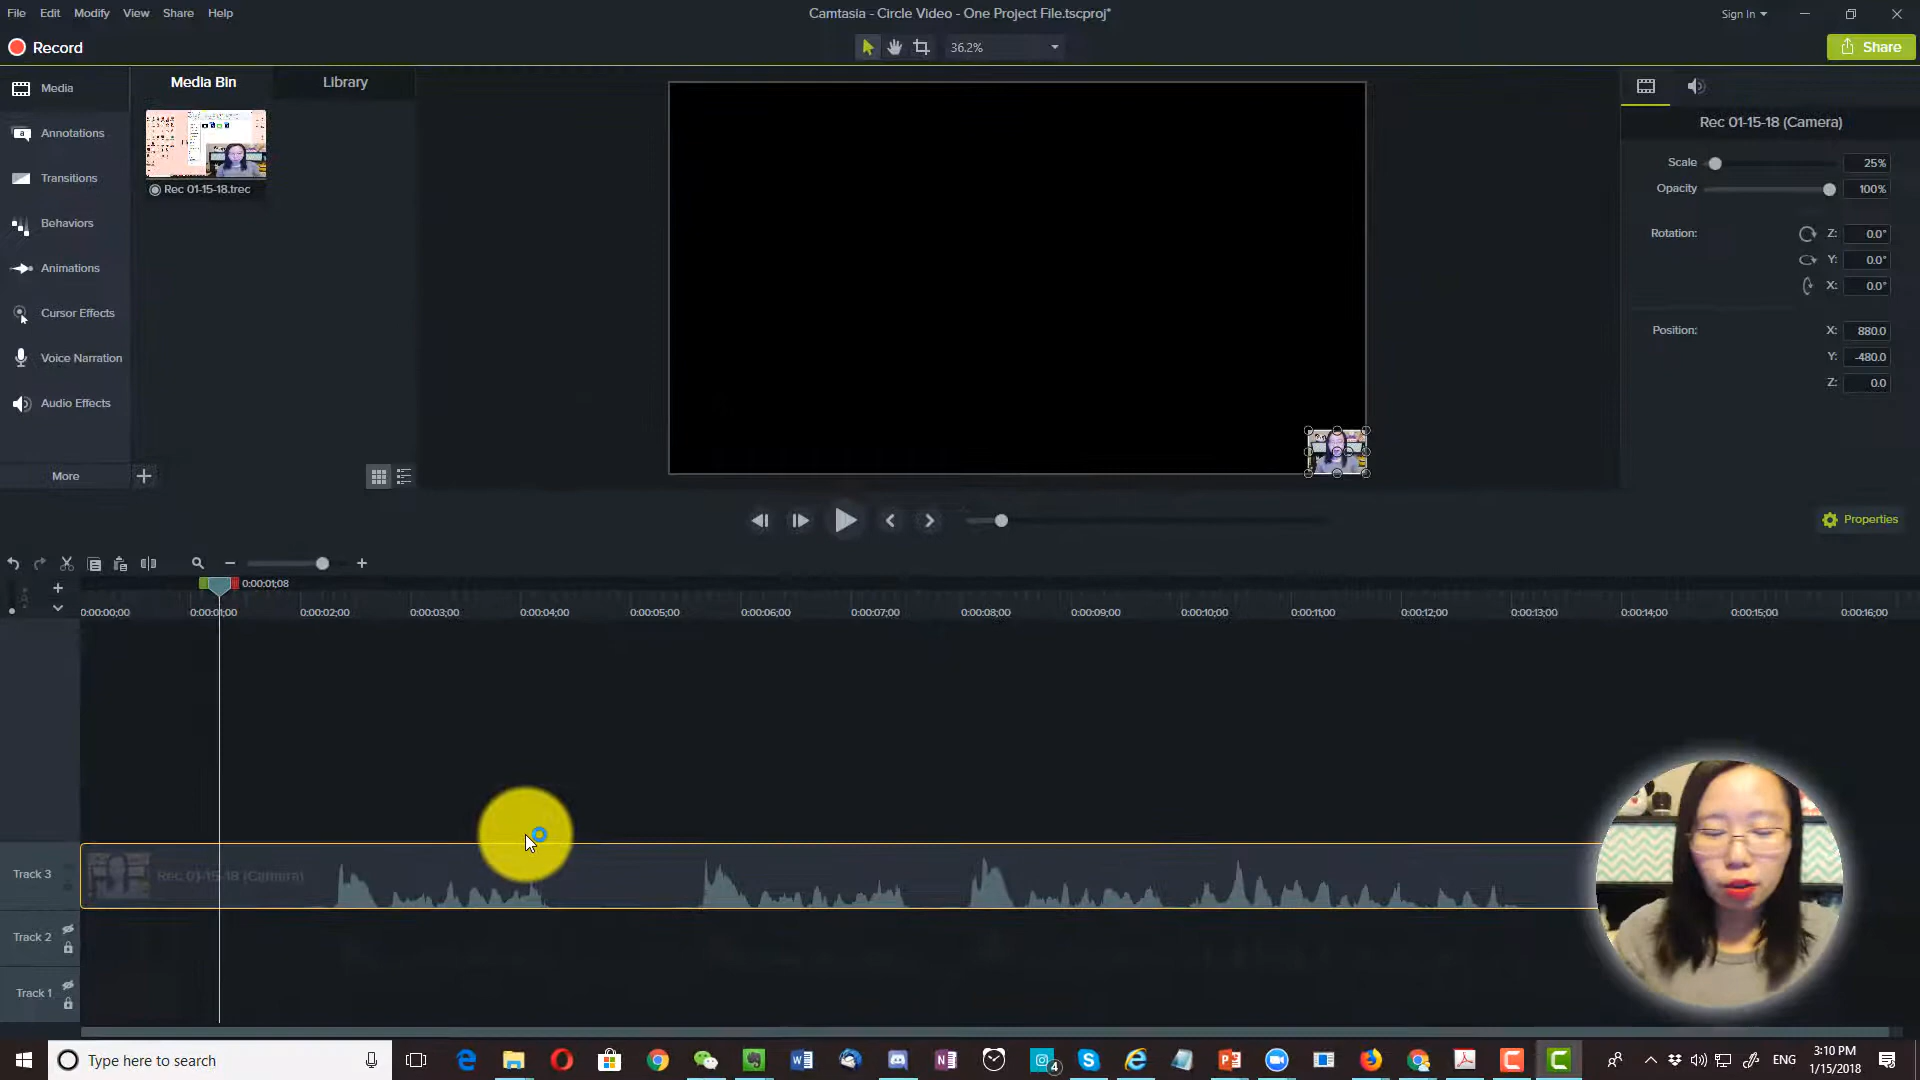 File Edit Modify View Share Help
Camtasia - Circle Video - One Project File.tscproj*
Sign In
Record
36.2%
Share
Media
Media Bin
Library
Annotations
Transitions
Behaviors
Animations
Cursor Effects
Voice Narration
Audio Effects
More
Rec 01-15-18.trec
Rec 01-15-18 (Camera)
Scale 25%
Opacity 100%
Rotation: Z: 0.0°
Y: 0.0°
X: 0.0°
Position: X: 880.0
Y: -480.0
Z: 0.0
Properties
0:00:01;08
0:00:00;00 0:00:01;00 0:00:02;00 0:00:03;00 0:00:04;00 0:00:05;00 0:00:06;00 0:00:07;00 0:00:08;00 0:00:09;00 0:00:10;00 0:00:11;00 0:00:12;00 0:00:13;00 0:00:14;00 0:00:15;00 0:00:16;00
Track 3
Rec 01-15-18 (Camera)
Track 2
Track 1
Type here to search
4
ENG
3:10 PM
1/15/2018